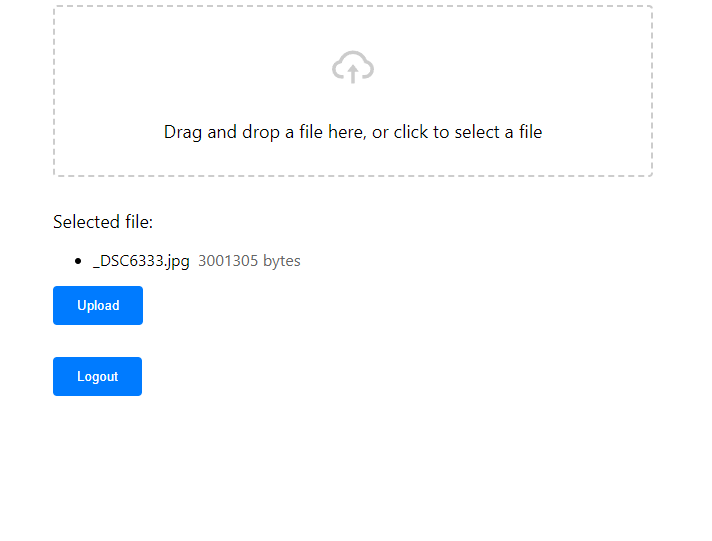 Drag and drop a file here, or click to select a file
Selected file:
_DSC6333.jpg 3001305 bytes
Upload
Logout